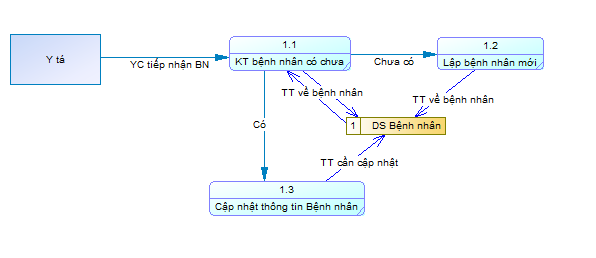 Y tá
YC tiếp nhận BN
1.1
KT bệnh nhân có chưa
Chưa có
1.2
Lập bệnh nhân mới
TT về bệnh nhân
TT về bệnh nhân
Có
1 DS Bệnh nhân
TT cần cập nhật
1.3
Cập nhật thông tin Bệnh nhân